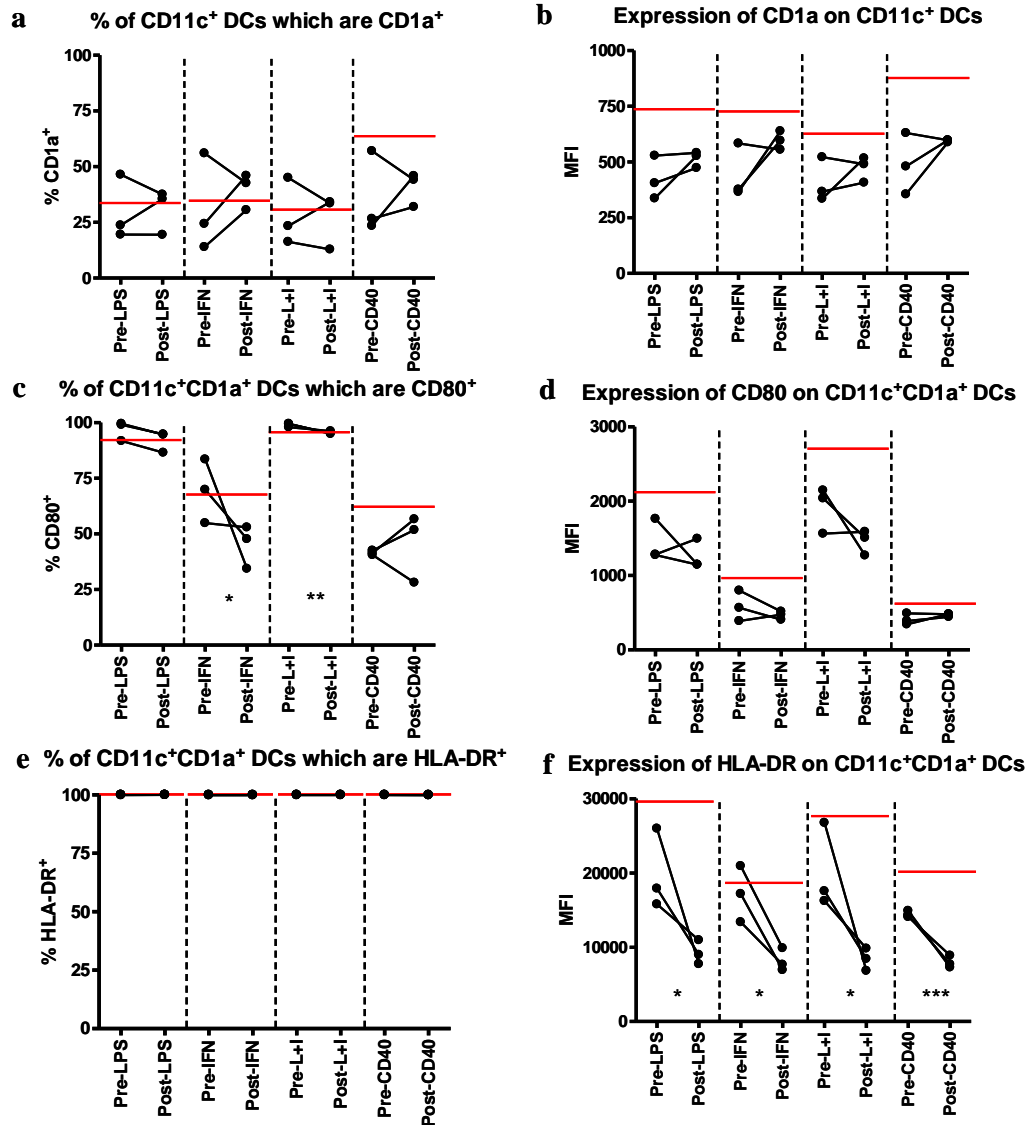 a % of CD11c⁺ DCs which are CD1a⁺
100
75
50
25
0
% CD1a⁺
Pre-LPS
Post-LPS
Pre-IFN
Post-IFN
Pre-L+I
Post-L+I
Pre-CD40
Post-CD40
b Expression of CD1a on CD11c⁺ DCs
1000
750
500
250
0
MFI
Pre-LPS
Post-LPS
Pre-IFN
Post-IFN
Pre-L+I
Post-L+I
Pre-CD40
Post-CD40
c % of CD11c⁺CD1a⁺ DCs which are CD80⁺
100
75
50
25
0
% CD80⁺
*
**
Pre-LPS
Post-LPS
Pre-IFN
Post-IFN
Pre-L+I
Post-L+I
Pre-CD40
Post-CD40
d Expression of CD80 on CD11c⁺CD1a⁺ DCs
3000
2000
1000
0
MFI
Pre-LPS
Post-LPS
Pre-IFN
Post-IFN
Pre-L+I
Post-L+I
Pre-CD40
Post-CD40
e % of CD11c⁺CD1a⁺ DCs which are HLA-DR⁺
100
75
50
25
0
% HLA-DR⁺
Pre-LPS
Post-LPS
Pre-IFN
Post-IFN
Pre-L+I
Post-L+I
Pre-CD40
Post-CD40
f Expression of HLA-DR on CD11c⁺CD1a⁺ DCs
30000
20000
10000
0
MFI
*
*
*
***
Pre-LPS
Post-LPS
Pre-IFN
Post-IFN
Pre-L+I
Post-L+I
Pre-CD40
Post-CD40